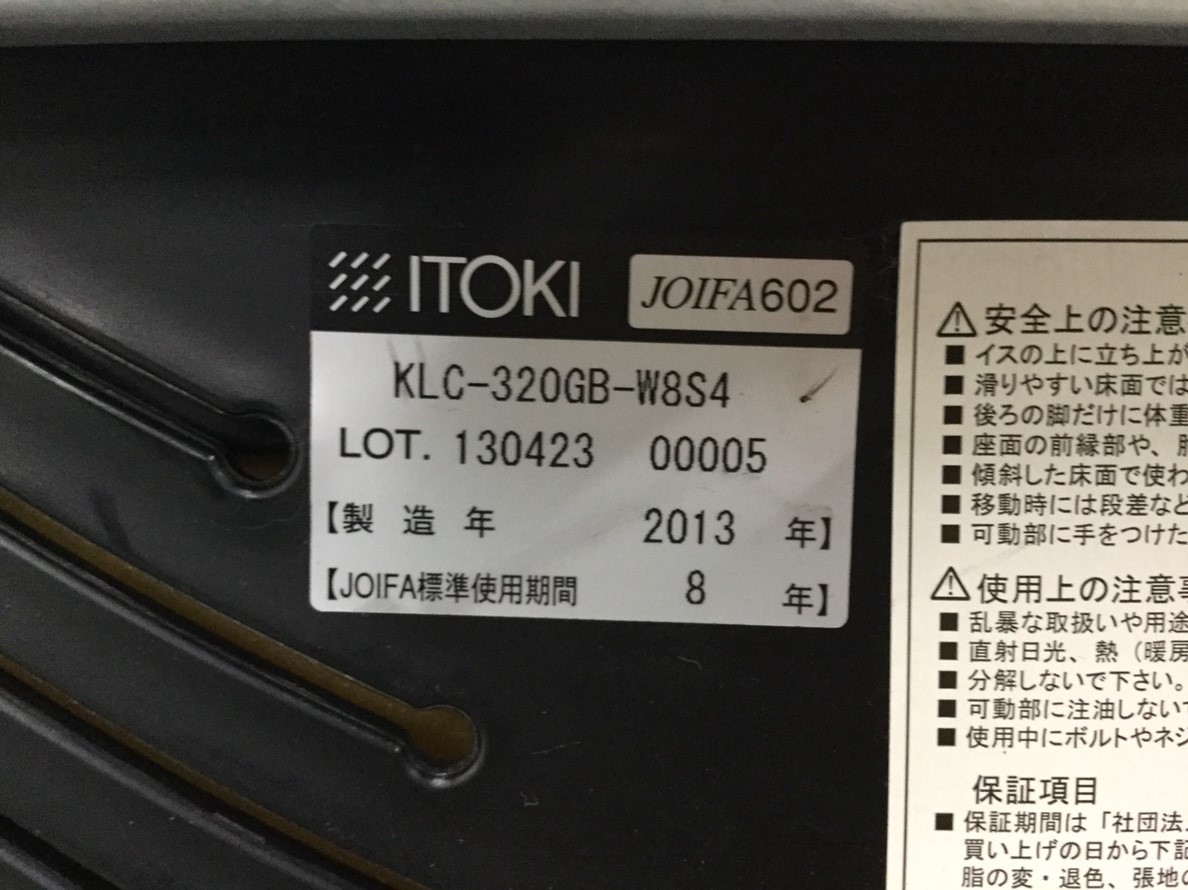 ITOKI JOIFA602
KLC-320GB-W8S4
LOT. 130423 00005
【製造年 2013 年】
【JOIFA標準使用期間 8 年】
⚠安全上の注意
■イスの上に立ち上が
■滑りやすい床面では
■後ろの脚だけに体重
■座面の前縁部や、
■傾斜した床面で使わ
■移動時には段差など
■可動部に手をつけた
⚠使用上の注意事
■乱暴な取扱いや用途
■直射日光、熱（暖房
■分解しないで下さい。
■可動部に注油しないで
■使用中にボルトやネジ
保証項目
■保証期間は「社団法人
買い上げの日から下記
脂の変・退色、張地の